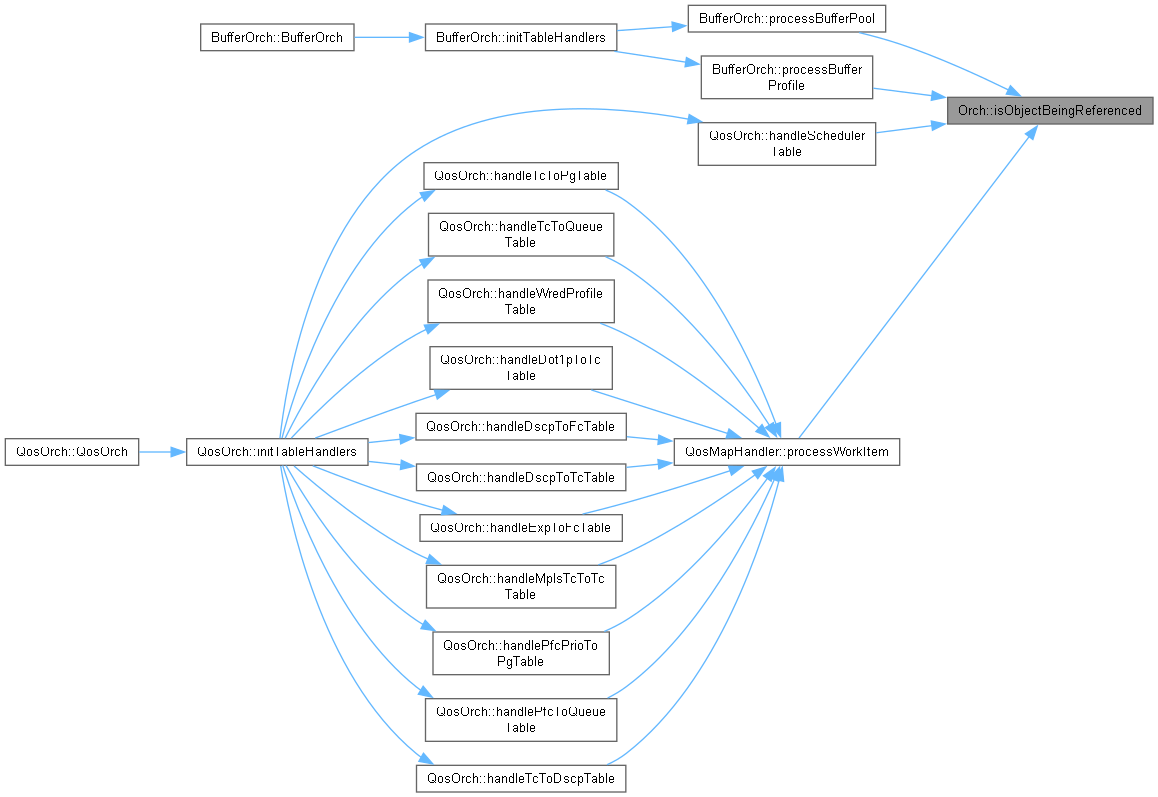 BufferOrch::processBufferPool
BufferOrch::BufferOrch
BufferOrch::initTableHandlers
BufferOrch::processBuffer
Profile
Orch::isObjectBeingReferenced
QosOrch::handleScheduler
Table
QosOrch::handleTcToPgTable
QosOrch::handleTcToQueue
Table
QosOrch::handleWredProfile
Table
QosOrch::handleDot1pToTc
Table
QosOrch::handleDscpToFcTable
QosOrch::QosOrch
QosOrch::initTableHandlers
QosMapHandler::processWorkItem
QosOrch::handleDscpToTcTable
QosOrch::handleExpToFcTable
QosOrch::handleMplsTcToTc
Table
QosOrch::handlePfcPrioTo
PgTable
QosOrch::handlePfcToQueue
Table
QosOrch::handleTcToDscpTable